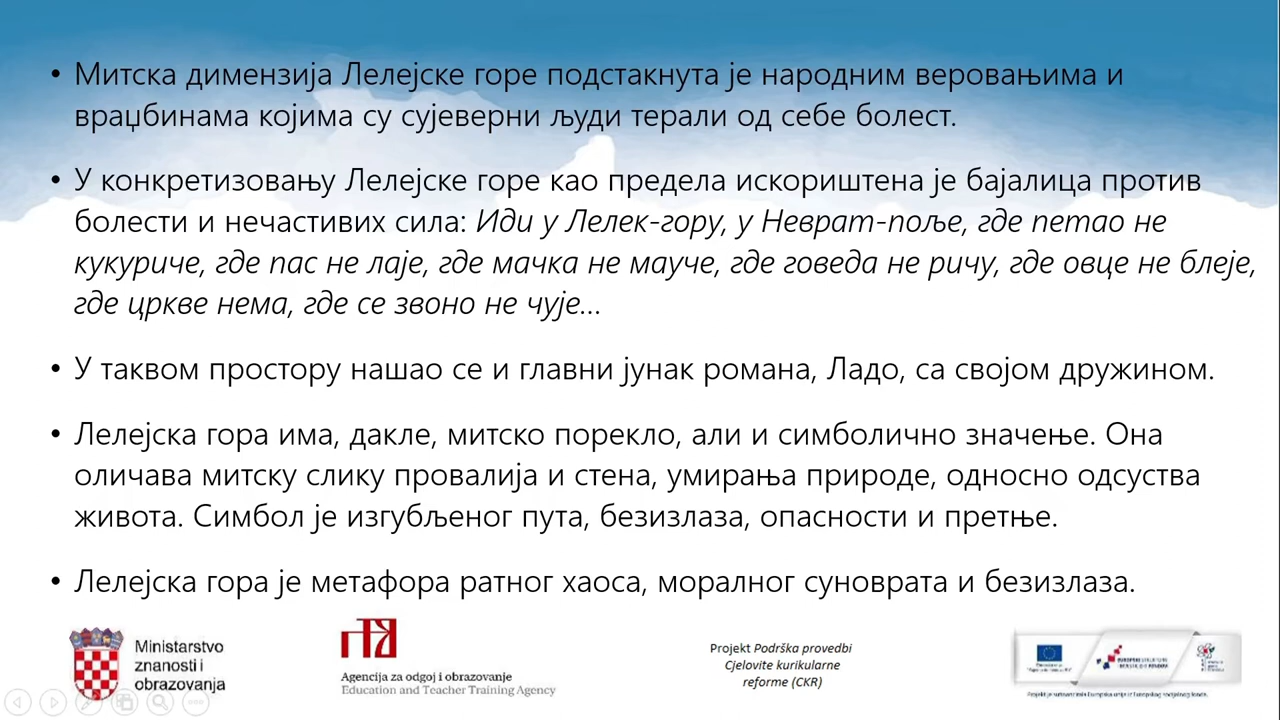 • Митска димензија Лелејске горе подстакнута је народним веровањима и
враџбинама којима су сујеверни људи терали од себе болест.
• У конкретизовању Лелејске горе као предела искориштена је бајалица против
болести и нечастивих сила: Иди у Лелек-гору, у Неврат-поље, где петао не
кукуриче, где пас не лаје, где мачка не мауче, где говеда не ричу, где овце не блеје,
где цркве нема, где се звоно не чује...
• У таквом простору нашао се и главни јунак романа, Ладо, са својом дружином.
• Лелејска гора има, дакле, митско порекло, али и симболично значење. Она
оличава митску слику провалија и стена, умирања природе, односно одсуства
живота. Симбол је изгубљеног пута, безизлаза, опасности и претње.
• Лелејска гора је метафора ратног хаоса, моралног суноврата и безизлаза.
Ministarstvo
znanosti i
obrazovanja
Agencija za odgoj i obrazovanje
Education and Teacher Training Agency
Projekt Podrška provedbi
Cjelovite kurikularne
reforme (CKR)